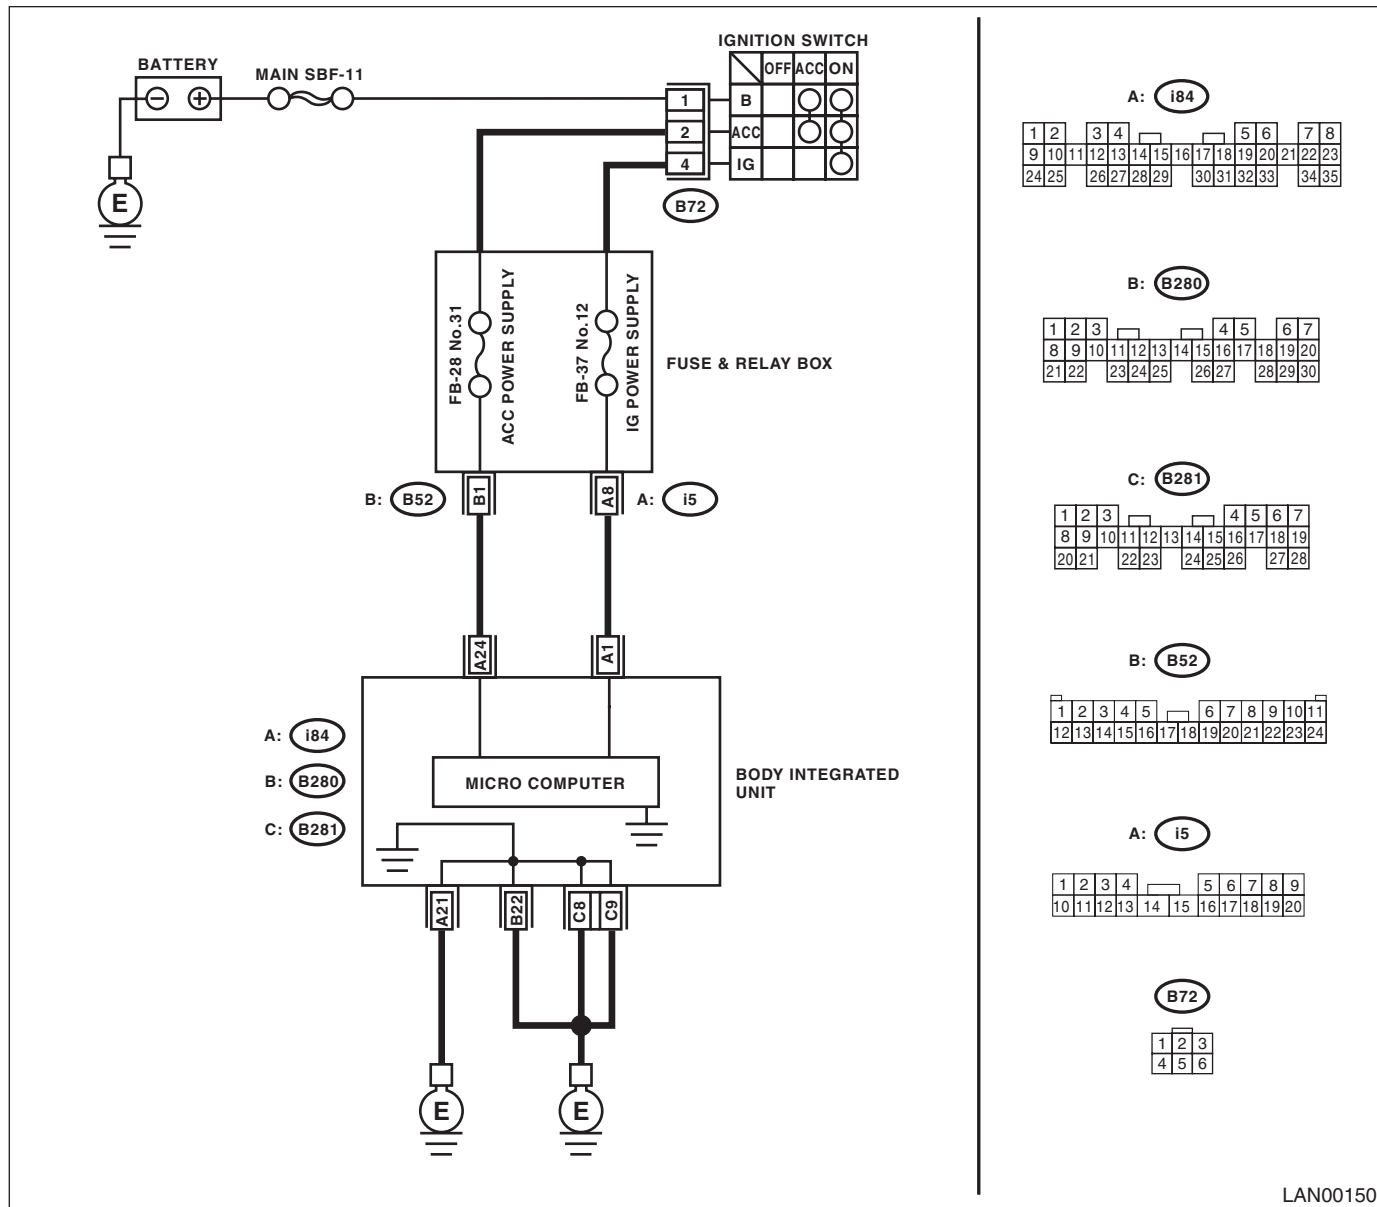 IGNITION SWITCH
OFF ACC ON
BATTERY
MAIN SBF-11
1 B
2 ACC
4 IG
B72
E
FB-28 No.31
ACC POWER SUPPLY
FB-37 No.12
IG POWER SUPPLY
FUSE & RELAY BOX
B: B52
B1
A8
A: i5
A24
A1
A: i84
B: B280
C: B281
MICRO COMPUTER
BODY INTEGRATED
UNIT
A21
B22
C8
C9
E
E
A: i84
1 2 3 4 5 6 7 8
9 10 11 12 13 14 15 16 17 18 19 20 21 22 23
24 25 26 27 28 29 30 31 32 33 34 35
B: B280
1 2 3 4 5 6 7
8 9 10 11 12 13 14 15 16 17 18 19 20
21 22 23 24 25 26 27 28 29 30
C: B281
1 2 3 4 5 6 7
8 9 10 11 12 13 14 15 16 17 18 19
20 21 22 23 24 25 26 27 28
B: B52
1 2 3 4 5 6 7 8 9 10 11
12 13 14 15 16 17 18 19 20 21 22 23 24
A: i5
1 2 3 4 5 6 7 8 9
10 11 12 13 14 15 16 17 18 19 20
B72
1 2 3
4 5 6
LAN00150